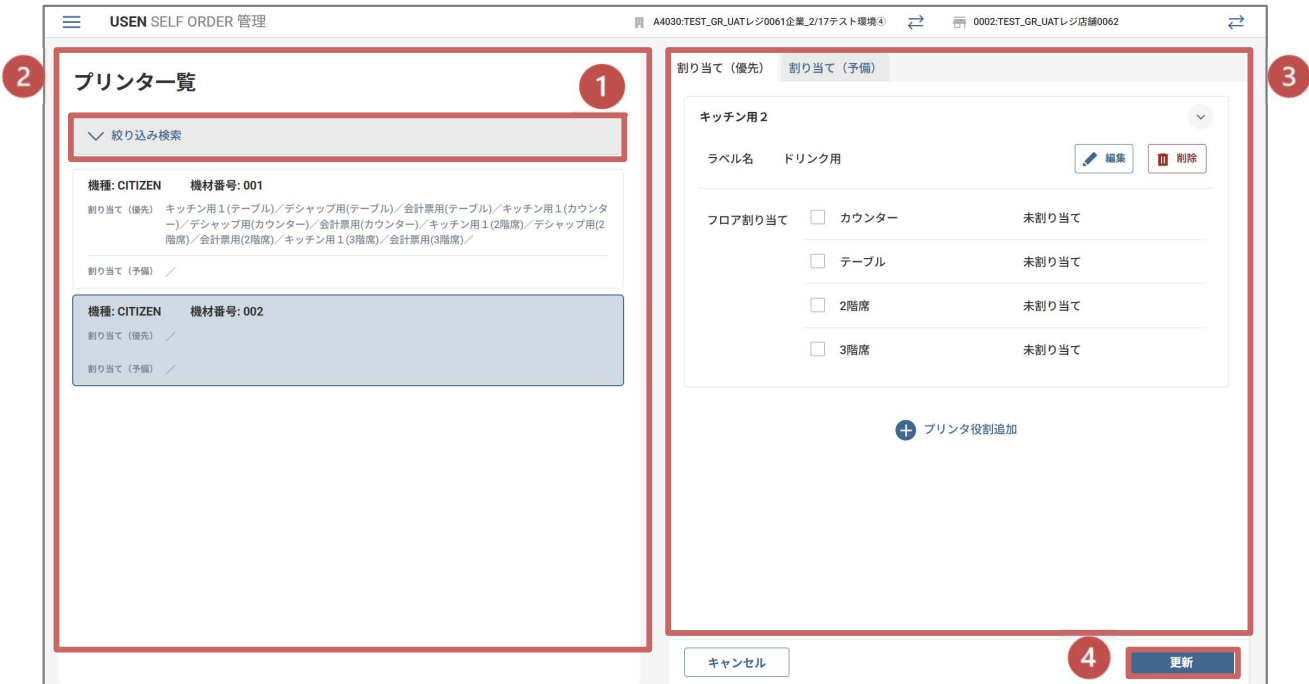 USEN SELF ORDER 管理
A4030:TEST_GR_UATレジ0061企業_2/17テスト環境④
0002:TEST_GR_UATレジ店舗0062
2
プリンター覧
1
絞り込み検索
機種: CITIZEN 機材番号: 001
割り当て（優先） キッチン用１(テーブル)／デシャップ用(テーブル)／会計票用(テーブル)／キッチン用１(カウンタ
ー)／デシャップ用(カウンター)／会計票用(カウンター)／キッチン用１(2階席)／デシャップ用(2
階席)／会計票用(2階席)／キッチン用１(3階席)／会計票用(3階席)／
割り当て（予備） ／
機種: CITIZEN 機材番号: 002
割り当て（優先） ／
割り当て（予備） ／
割り当て（優先） 割り当て（予備）
3
キッチン用２
ラベル名 ドリンク用 編集 削除
フロア割り当て カウンター 未割り当て
テーブル 未割り当て
2階席 未割り当て
3階席 未割り当て
プリンタ役割追加
キャンセル
4
更新